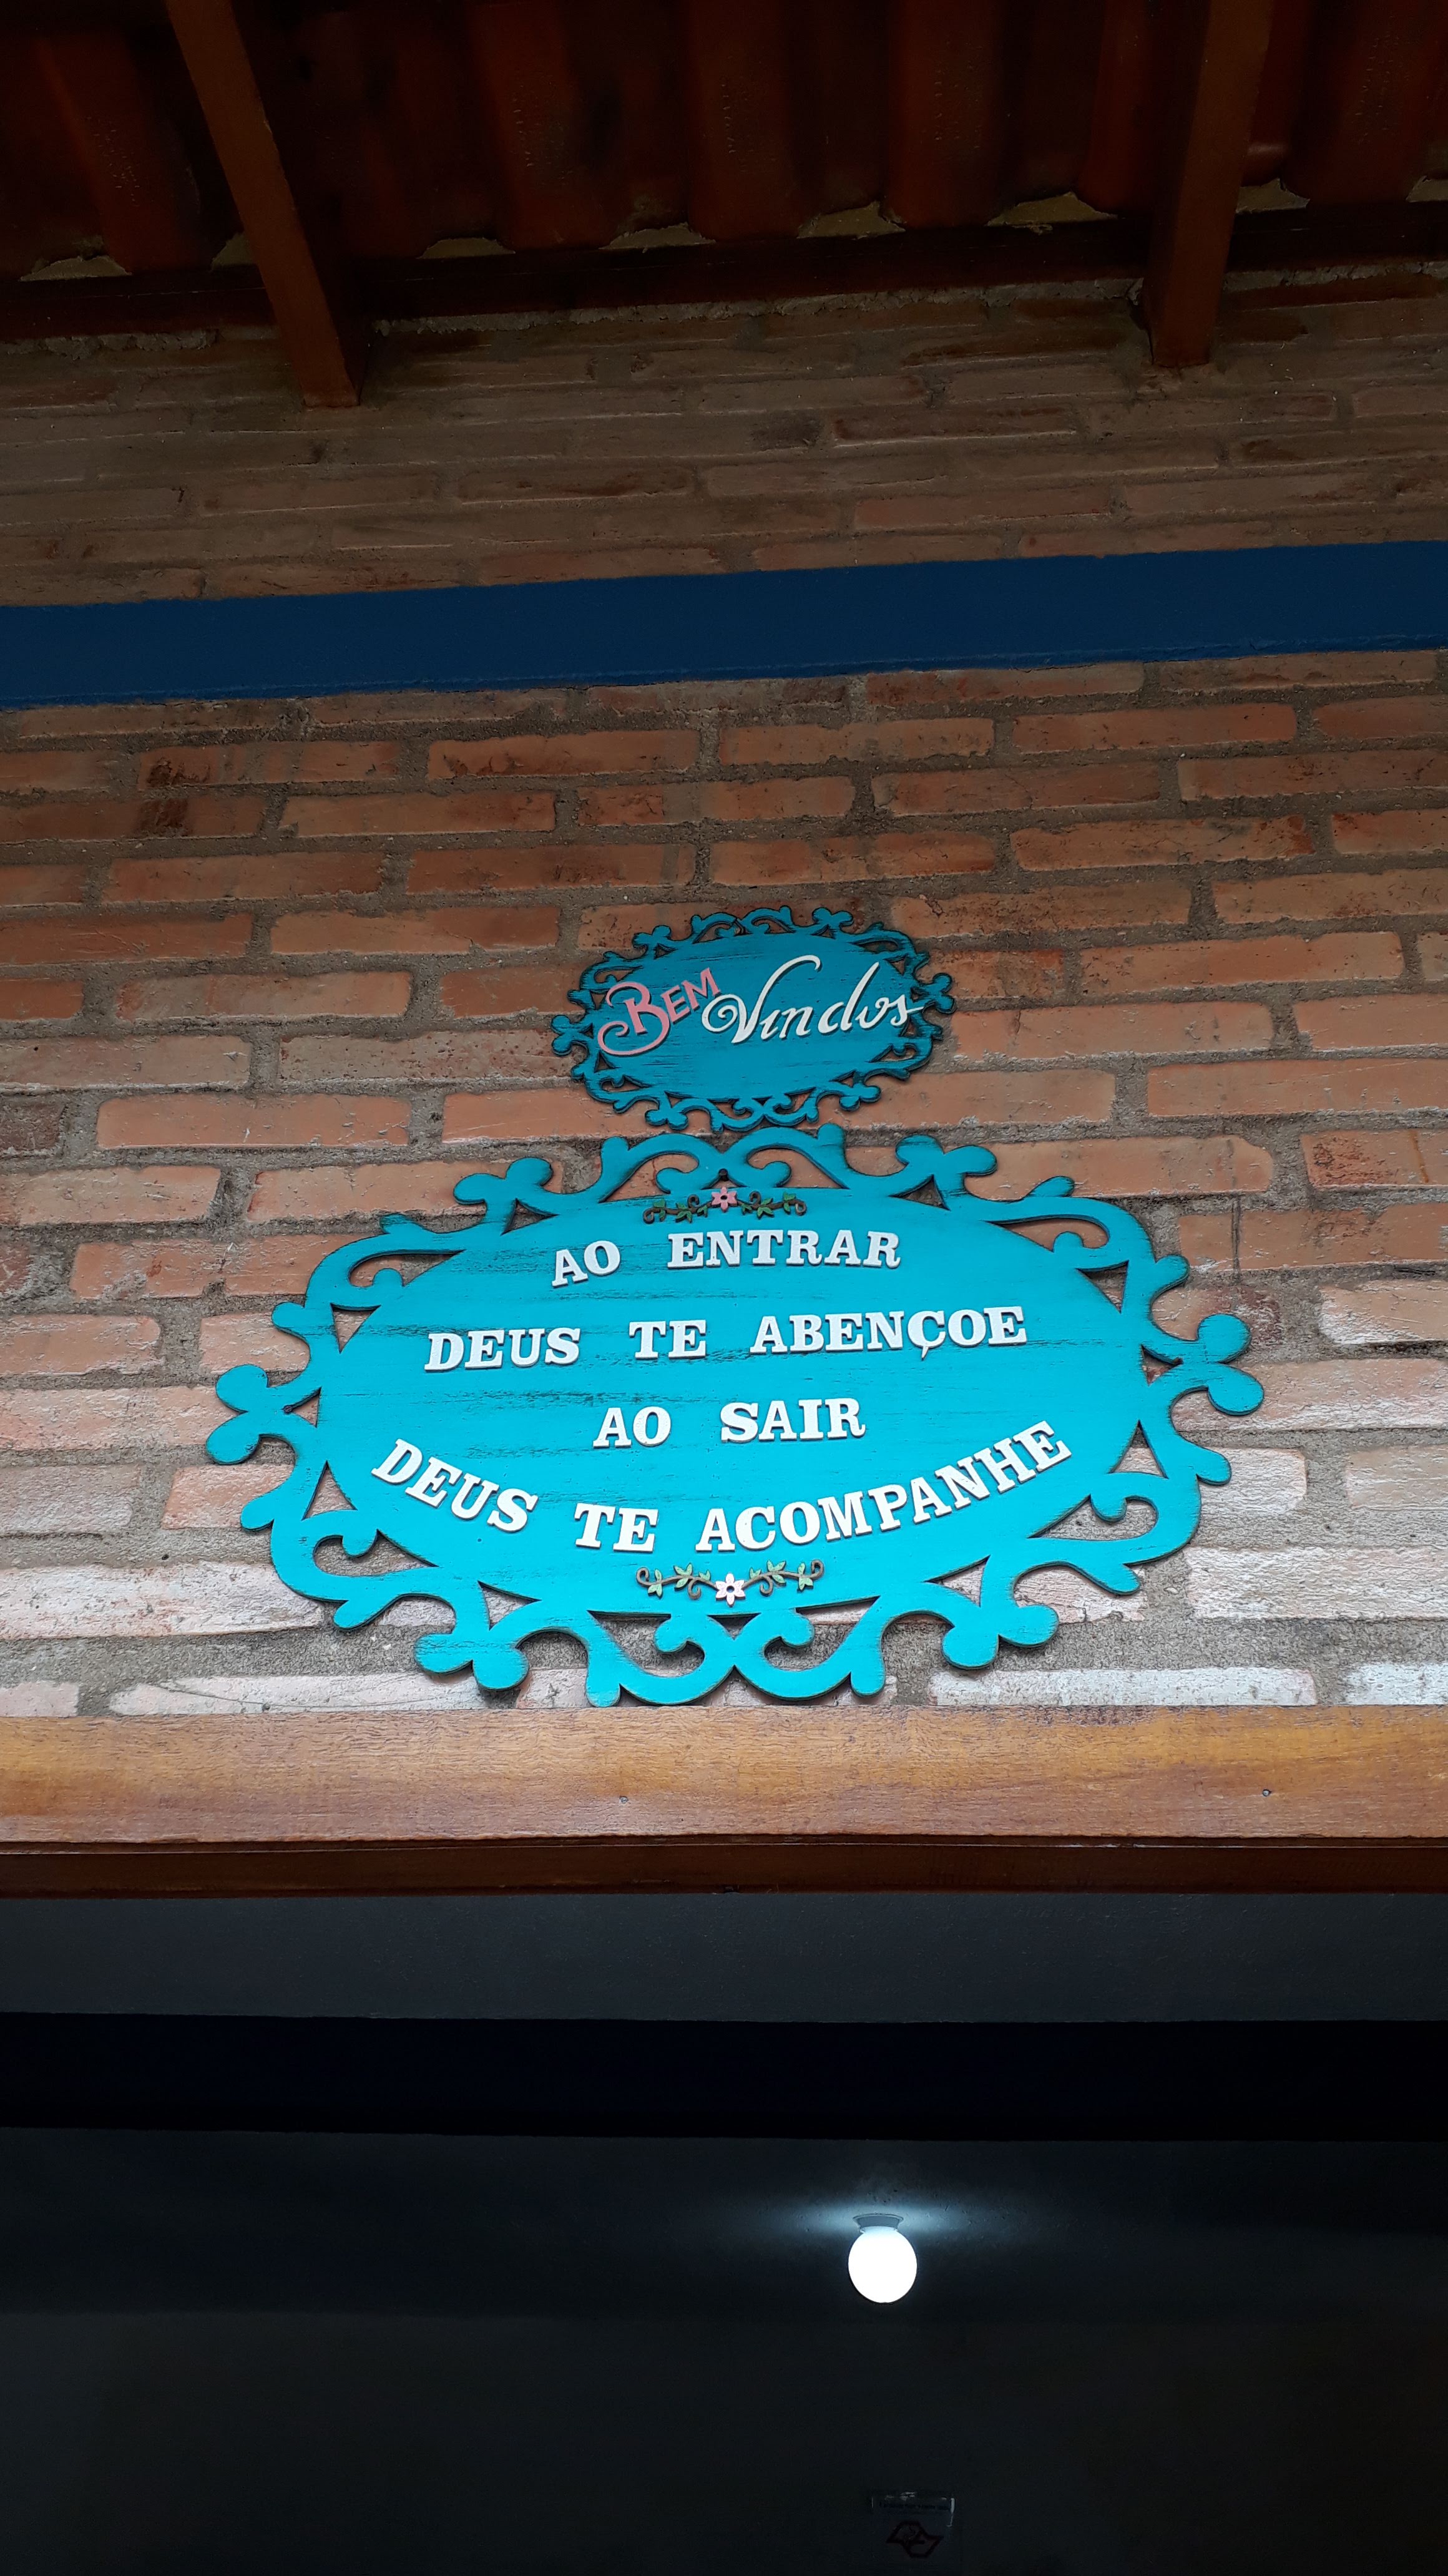 BEM Vindos
AO ENTRAR
DEUS TE ABENÇOE
AO SAIR
DEUS TE ACOMPANHE